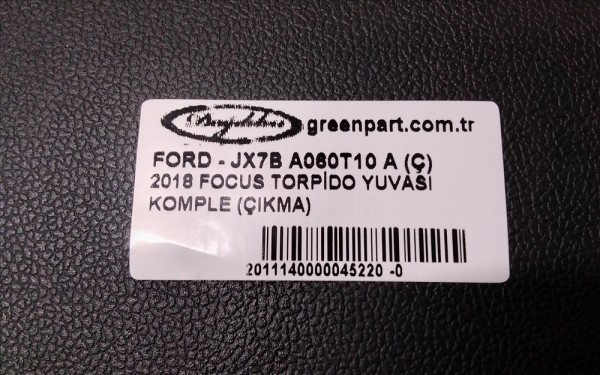 greenpart.com.tr
FORD - JX7B A060T10 A (Ç)
2018 FOCUS TORPİDO YUVASI
KOMPLE (ÇIKMA)
2011140000045220 -0